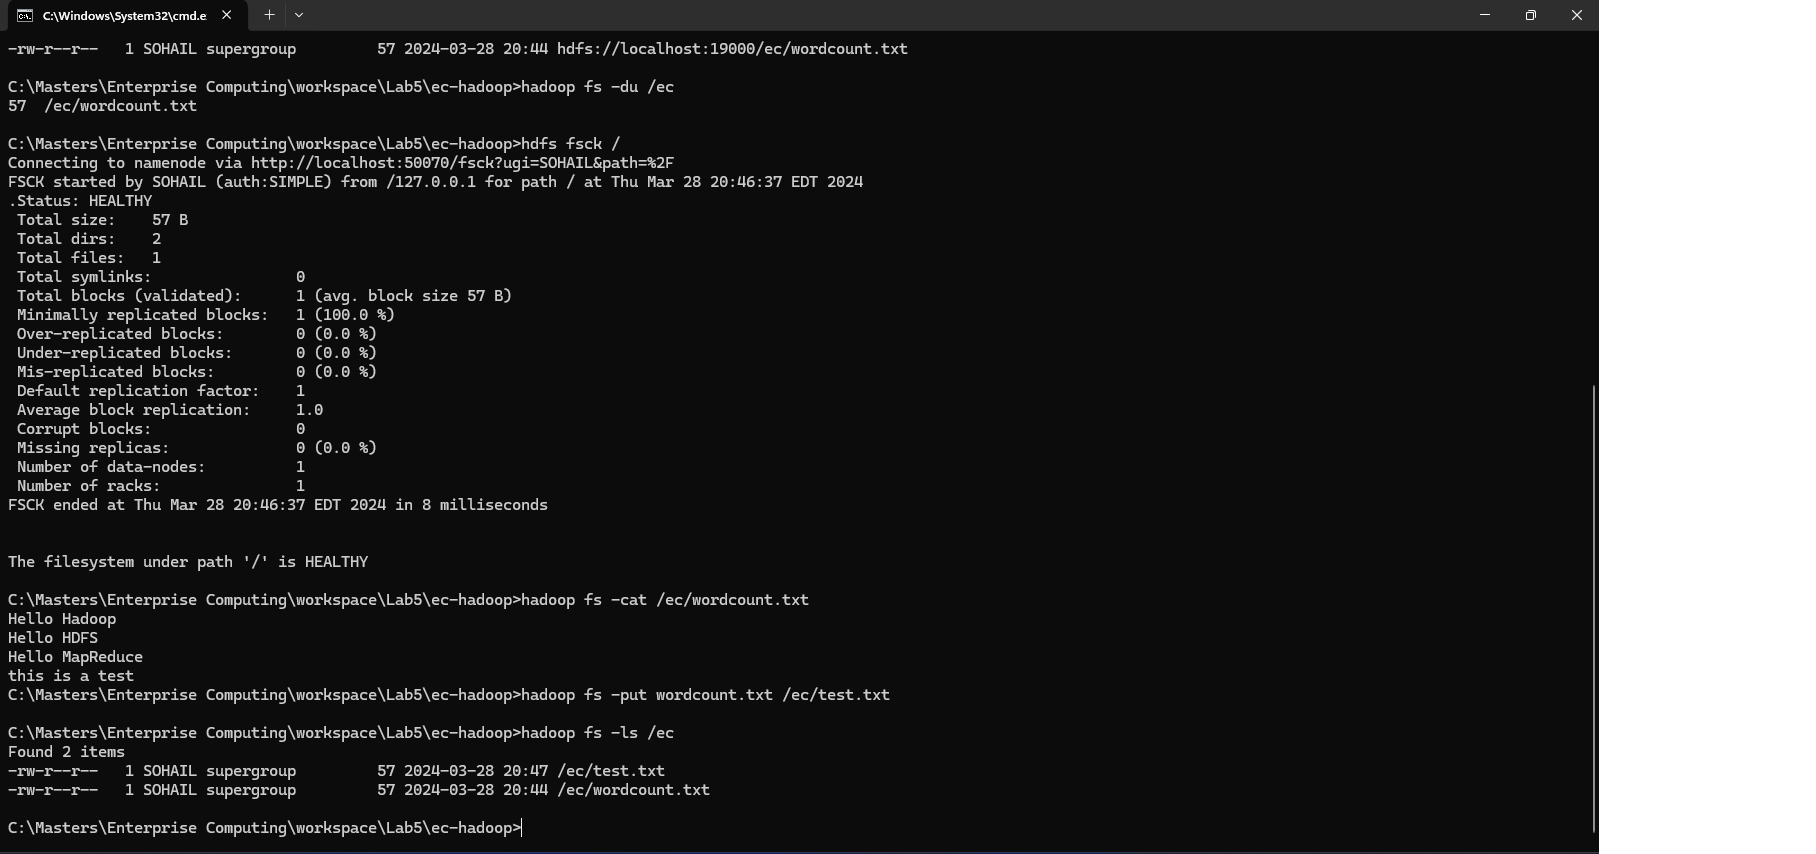 C:\Windows\System32\cmd.e
-rw-r--r--   1 SOHAIL supergroup         57 2024-03-28 20:44 hdfs://localhost:19000/ec/wordcount.txt
C:\Masters\Enterprise Computing\workspace\Lab5\ec-hadoop>hadoop fs -du /ec
57  /ec/wordcount.txt
C:\Masters\Enterprise Computing\workspace\Lab5\ec-hadoop>hdfs fsck /
Connecting to namenode via http://localhost:50070/fsck?ugi=SOHAIL&path=%2F
FSCK started by SOHAIL (auth:SIMPLE) from /127.0.0.1 for path / at Thu Mar 28 20:46:37 EDT 2024
.Status: HEALTHY
 Total size:    57 B
 Total dirs:    2
 Total files:   1
 Total symlinks:                0
 Total blocks (validated):      1 (avg. block size 57 B)
 Minimally replicated blocks:   1 (100.0 %)
 Over-replicated blocks:        0 (0.0 %)
 Under-replicated blocks:       0 (0.0 %)
 Mis-replicated blocks:         0 (0.0 %)
 Default replication factor:    1
 Average block replication:     1.0
 Corrupt blocks:                0
 Missing replicas:              0 (0.0 %)
 Number of data-nodes:          1
 Number of racks:               1
FSCK ended at Thu Mar 28 20:46:37 EDT 2024 in 8 milliseconds
The filesystem under path '/' is HEALTHY
C:\Masters\Enterprise Computing\workspace\Lab5\ec-hadoop>hadoop fs -cat /ec/wordcount.txt
Hello Hadoop
Hello HDFS
Hello MapReduce
this is a test
C:\Masters\Enterprise Computing\workspace\Lab5\ec-hadoop>hadoop fs -put wordcount.txt /ec/test.txt
C:\Masters\Enterprise Computing\workspace\Lab5\ec-hadoop>hadoop fs -ls /ec
Found 2 items
-rw-r--r--   1 SOHAIL supergroup         57 2024-03-28 20:47 /ec/test.txt
-rw-r--r--   1 SOHAIL supergroup         57 2024-03-28 20:44 /ec/wordcount.txt
C:\Masters\Enterprise Computing\workspace\Lab5\ec-hadoop>